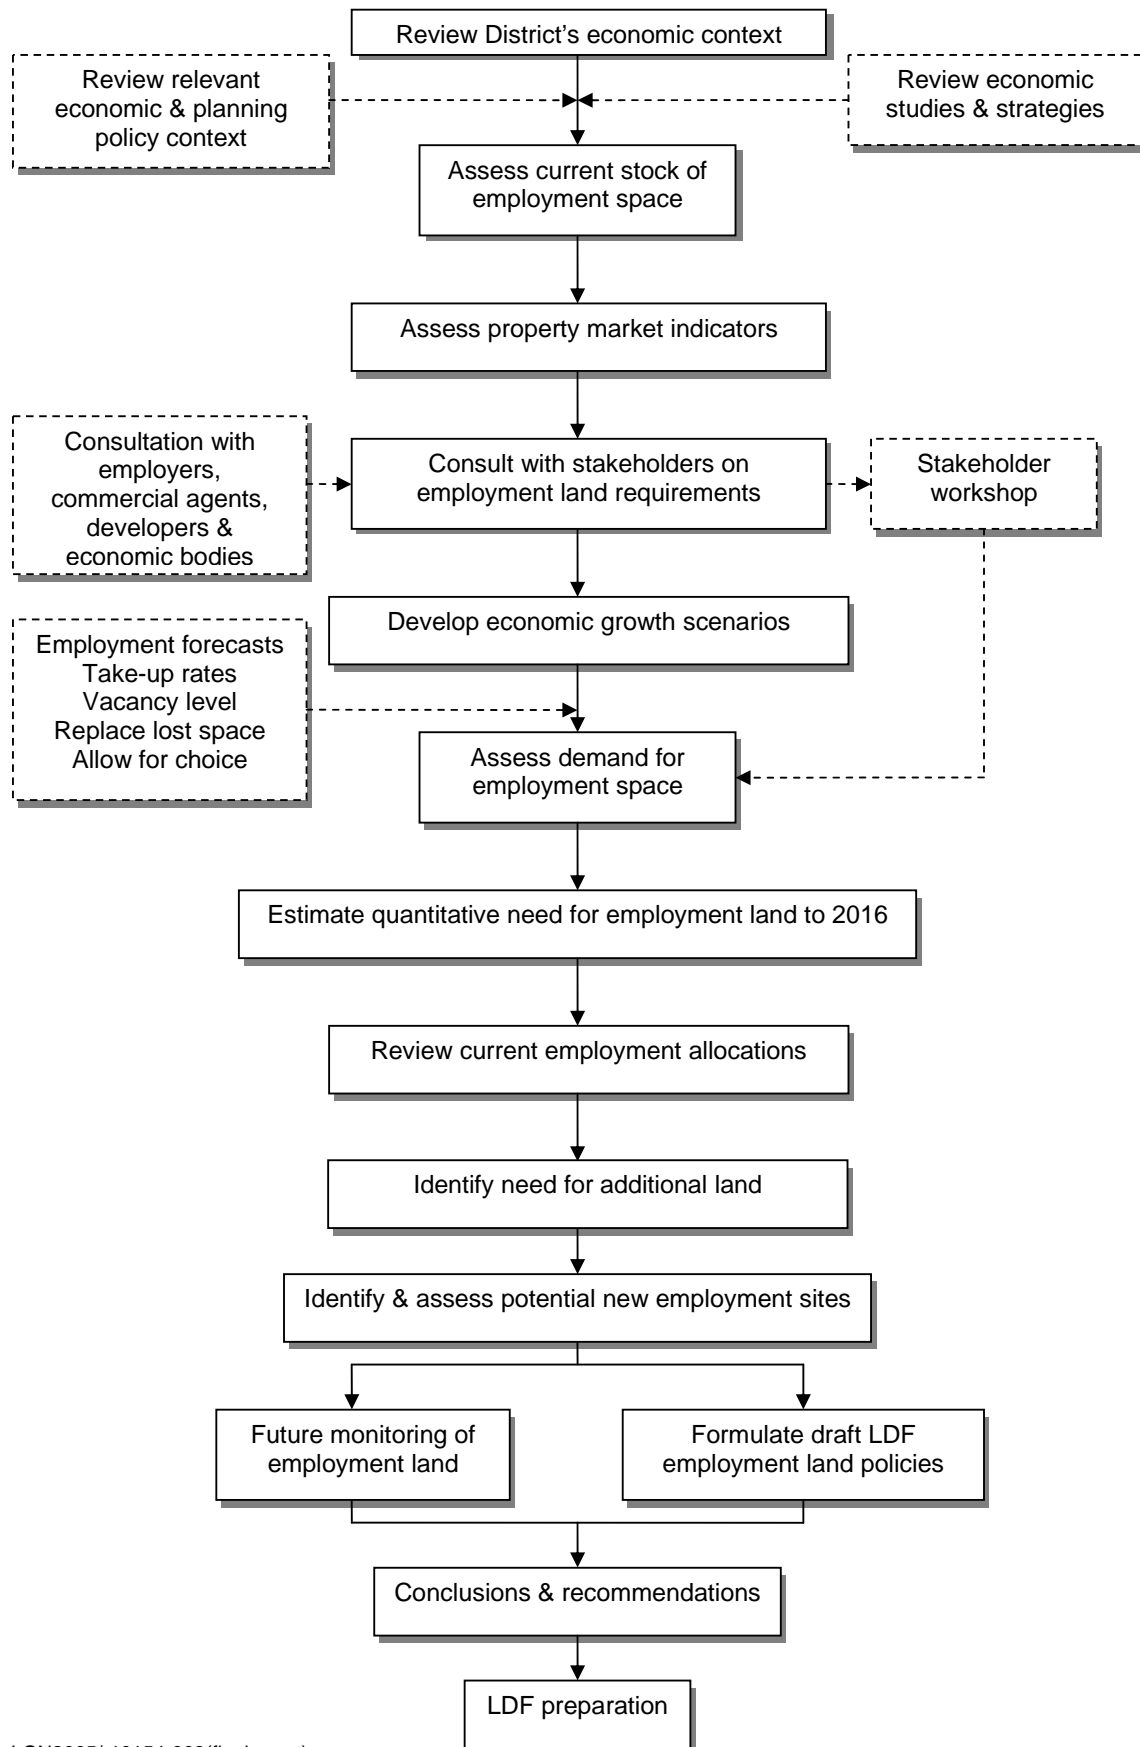 Review District's economic context
Review relevant
economic & planning
policy context
Review economic
studies & strategies
Assess current stock of
employment space
Assess property market indicators
Consultation with
employers,
commercial agents,
developers &
economic bodies
Consult with stakeholders on
employment land requirements
Stakeholder
workshop
Develop economic growth scenarios
Employment forecasts
Take-up rates
Vacancy level
Replace lost space
Allow for choice
Assess demand for
employment space
Estimate quantitative need for employment land to 2016
Review current employment allocations
Identify need for additional land
Identify & assess potential new employment sites
Future monitoring of
employment land
Formulate draft LDF
employment land policies
Conclusions & recommendations
LDF preparation